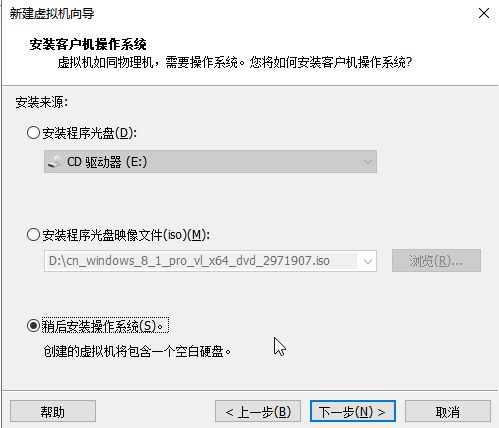 新建虚拟机向导
安装客户机操作系统
虚拟机如同物理机，需要操作系统。您将如何安装客户机操作系统?
安装来源:
安装程序光盘(D):
CD 驱动器 (E:)
安装程序光盘映像文件(iso)(M):
D:\cn_windows_8_1_pro_vl_x64_dvd_2971907.iso
浏览(R)...
稍后安装操作系统(S)。
创建的虚拟机将包含一个空白硬盘。
帮助
< 上一步(B)
下一步(N) >
取消